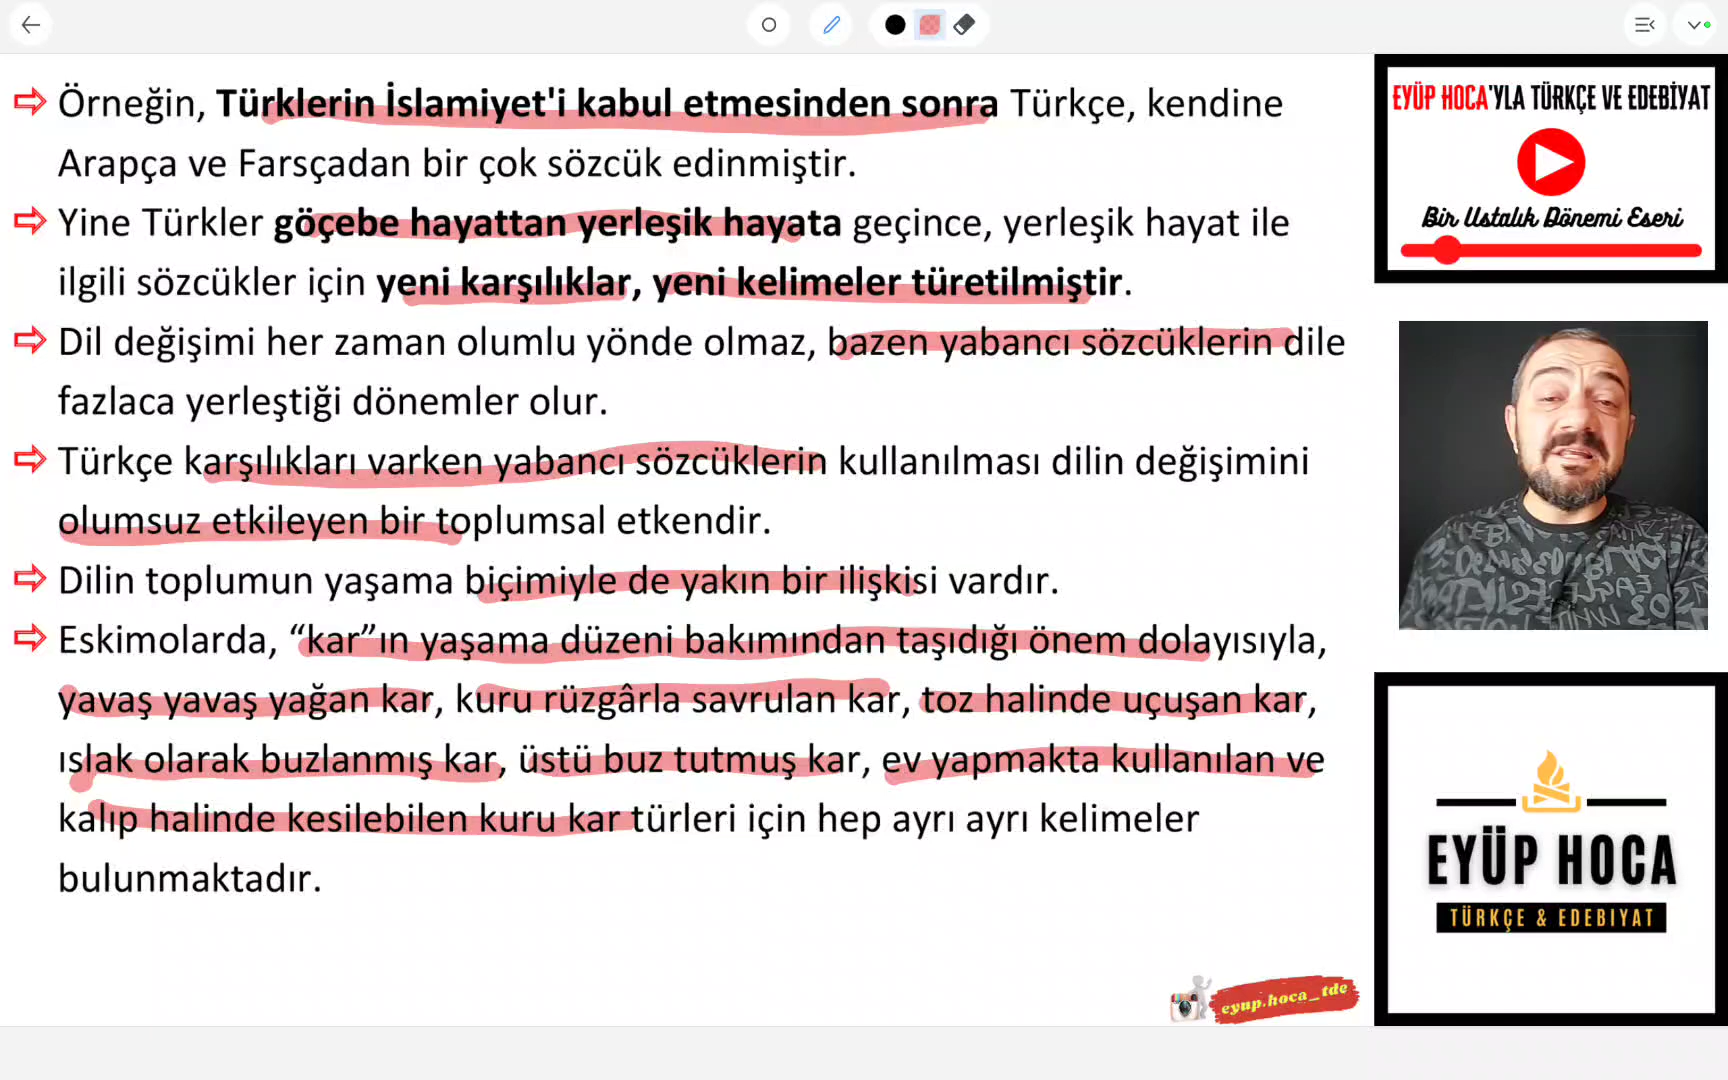 Örneğin, Türklerin İslamiyet'i kabul etmesinden sonra Türkçe, kendine
Arapça ve Farsçadan bir çok sözcük edinmiştir.
Yine Türkler göçebe hayattan yerleşik hayata geçince, yerleşik hayat ile
ilgili sözcükler için yeni karşılıklar, yeni kelimeler türetilmiştir.
Dil değişimi her zaman olumlu yönde olmaz, bazen yabancı sözcüklerin dile
fazlaca yerleştiği dönemler olur.
Türkçe karşılıkları varken yabancı sözcüklerin kullanılması dilin değişimini
olumsuz etkileyen bir toplumsal etkendir.
Dilin toplumun yaşama biçimiyle de yakın bir ilişkisi vardır.
Eskimolarda, “kar”ın yaşama düzeni bakımından taşıdığı önem dolayısıyla,
yavaş yavaş yağan kar, kuru rüzgârla savrulan kar, toz halinde uçuşan kar,
ıslak olarak buzlanmış kar, üstü buz tutmuş kar, ev yapmakta kullanılan ve
kalıp halinde kesilebilen kuru kar türleri için hep ayrı ayrı kelimeler
bulunmaktadır.
EYÜP HOCA'YLA TÜRKÇE VE EDEBİYAT
Bir Ustalık Dönemi Eseri
EYÜP HOCA
TÜRKÇE & EDEBIYAT
eyup.hoca_tde